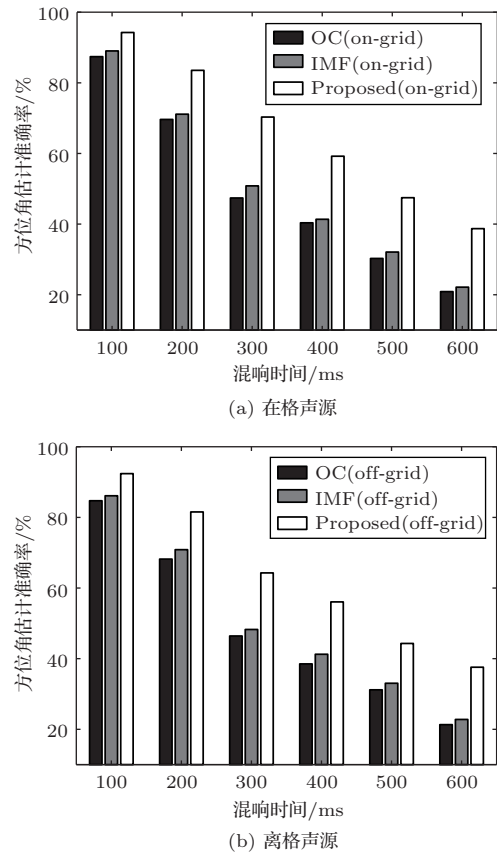 100
80
60
40
20
方位角估计准确率/%
OC(on-grid)
IMF(on-grid)
Proposed(on-grid)
100 200 300 400 500 600
混响时间/ms
(a) 在格声源
100
80
60
40
20
方位角估计准确率/%
OC(off-grid)
IMF(off-grid)
Proposed(off-grid)
100 200 300 400 500 600
混响时间/ms
(b) 离格声源